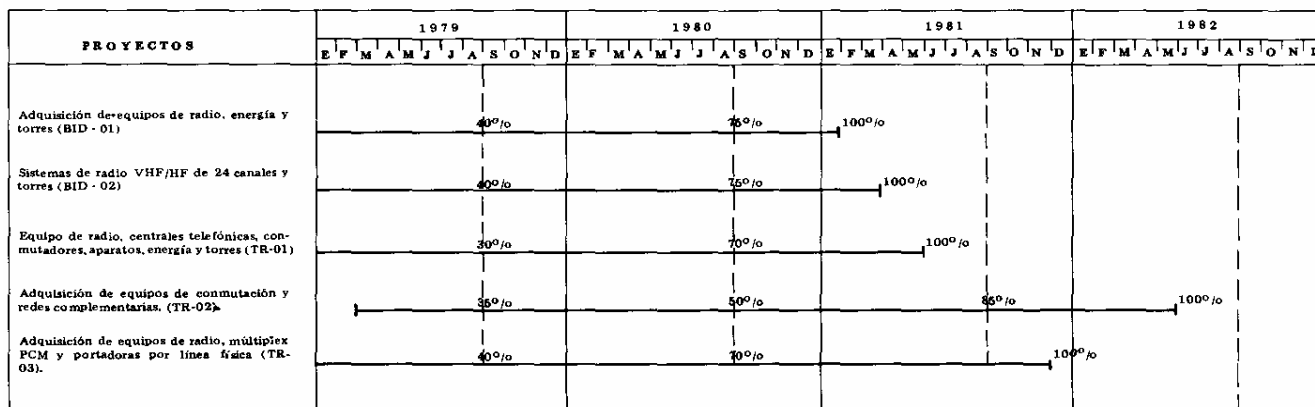 1979 1980 1981 1982
PROYECTOS
E F M A M J J A S O N D E F M A M J J A S O N D E F M A M J J A S O N D E F M A M J J A S O N D
Adquisición de equipos de radio, energía y
torres (BID - 01)
40% 75% 100%
Sistemas de radio VHF/HF de 24 canales y
torres (BID - 02)
40% 75% 100%
Equipo de radio, centrales telefónicas, con-
mutadores, aparatos, energía y torres (TR-01)
30% 70% 100%
Adquisición de equipos de conmutación y
redes complementarias. (TR-02).
35% 50% 85% 100%
Adquisición de equipos de radio, múltiplex
PCM y portadoras por línea física (TR-
03).
40% 70% 100%